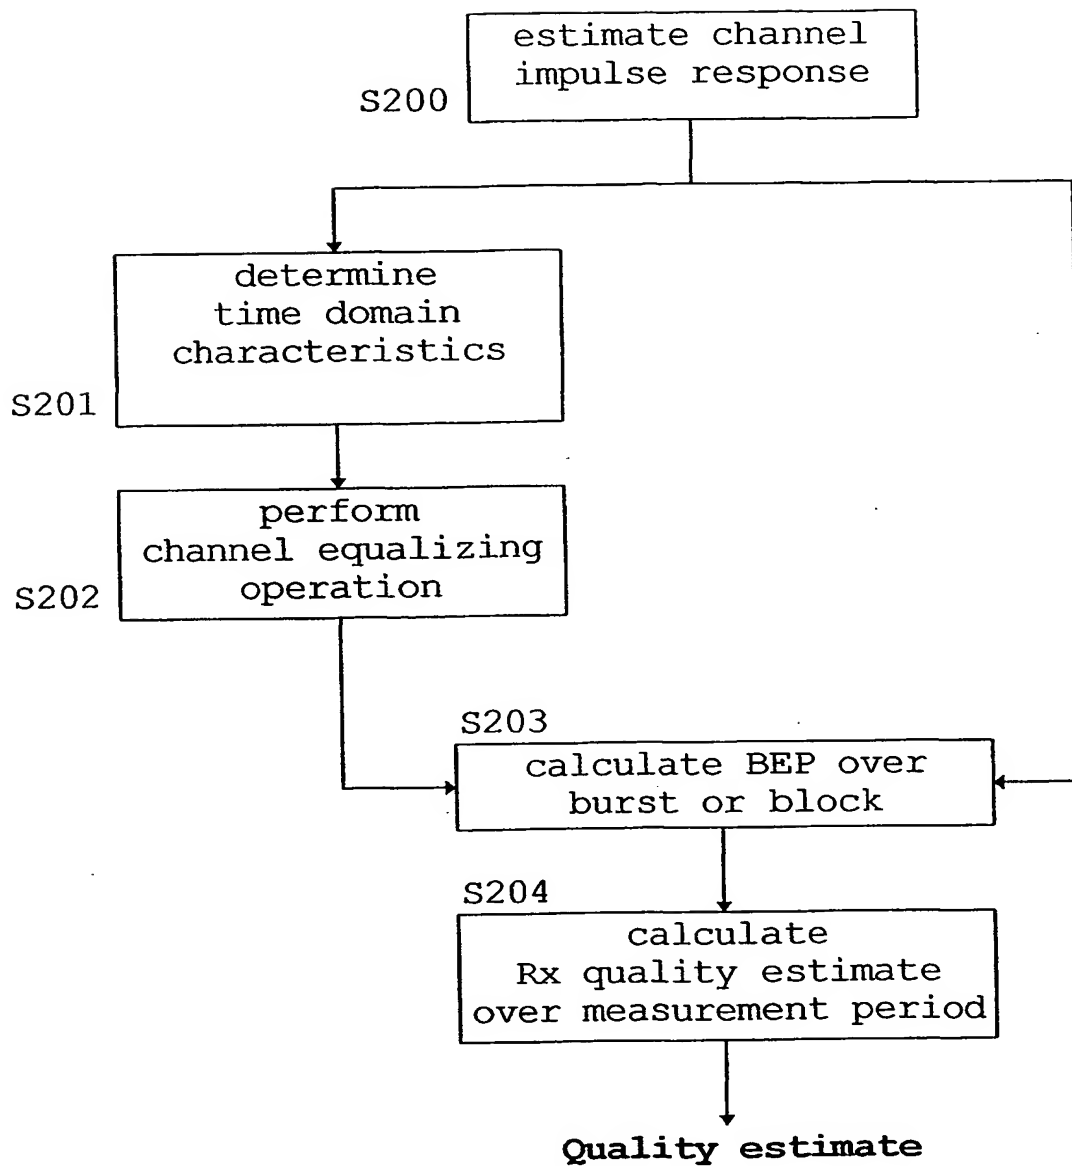 estimate channel
impulse response
S200
determine
time domain
characteristics
S201
perform
channel equalizing
operation
S202
S203
calculate BEP over
burst or block
S204
calculate
Rx quality estimate
over measurement period
Quality estimate